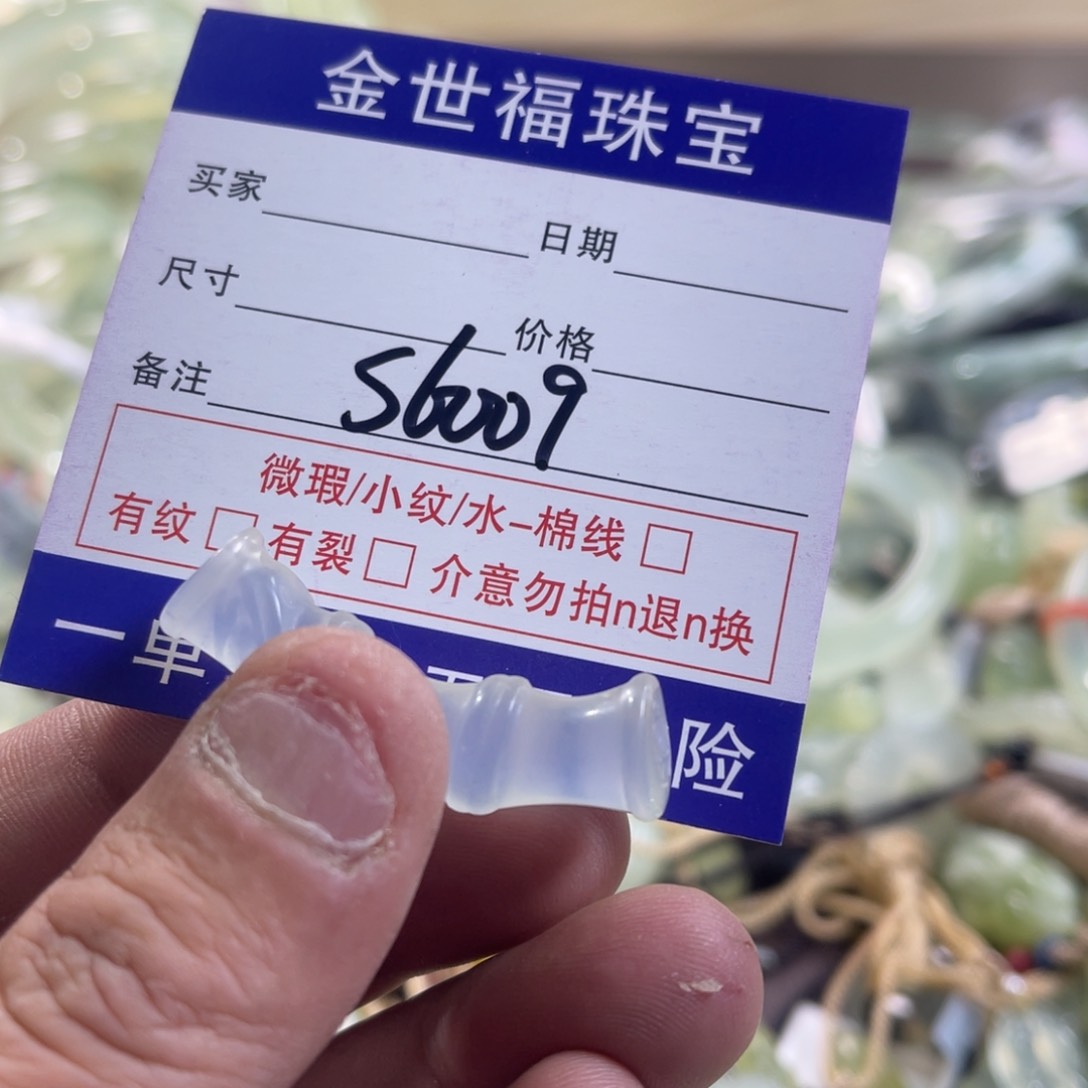 金世福珠宝
买家 日期
尺寸 价格
备注 S6009
微瑕/小纹/水-棉线 □
有纹 □ 有裂 □ 介意勿拍n退n换
一单 险